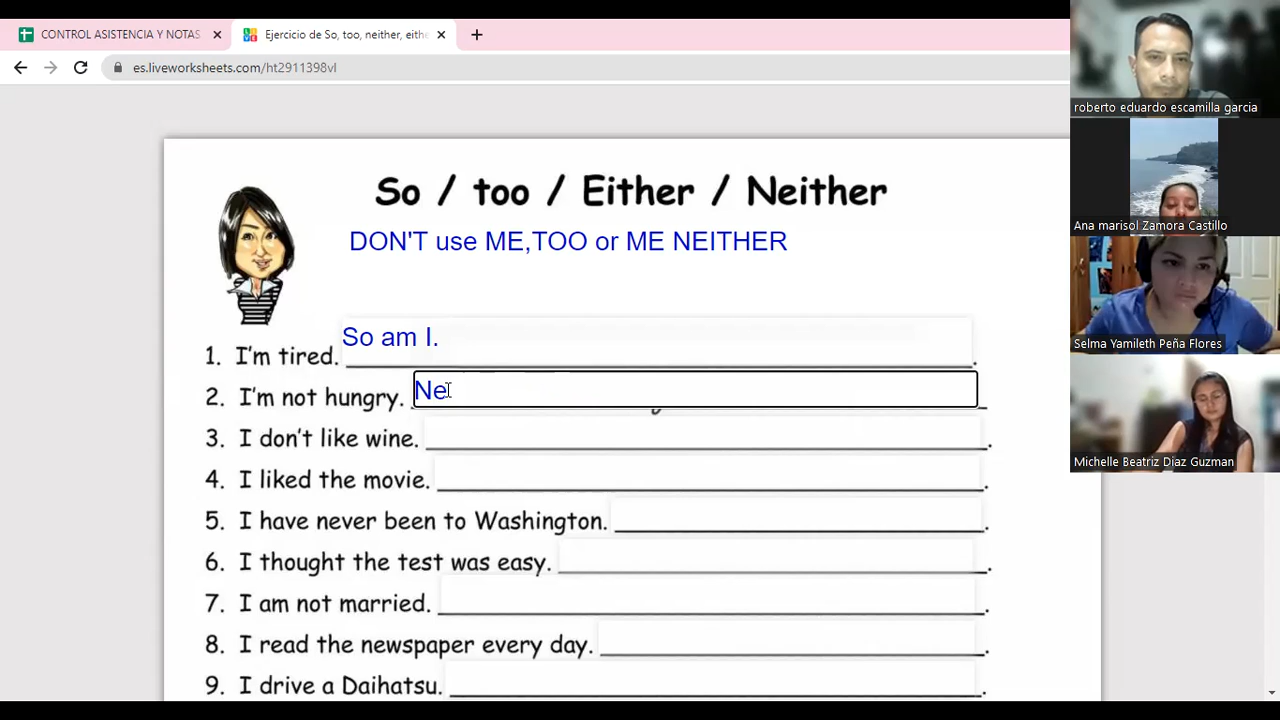 CONTROL ASISTENCIA Y NOTAS
Ejercicio de So, too, neither, eithe
es.liveworksheets.com/ht2911398vl
So / too / Either / Neither
DON'T use ME,TOO or ME NEITHER
So am I.
1. I'm tired. .
2. I'm not hungry. Ne
3. I don't like wine. .
4. I liked the movie. .
5. I have never been to Washington. .
6. I thought the test was easy. .
7. I am not married. .
8. I read the newspaper every day. .
9. I drive a Daihatsu. .
roberto eduardo escamilla garcia
Ana marisol Zamora Castillo
Selma Yamileth Peña Flores
Michelle Beatriz Díaz Guzman